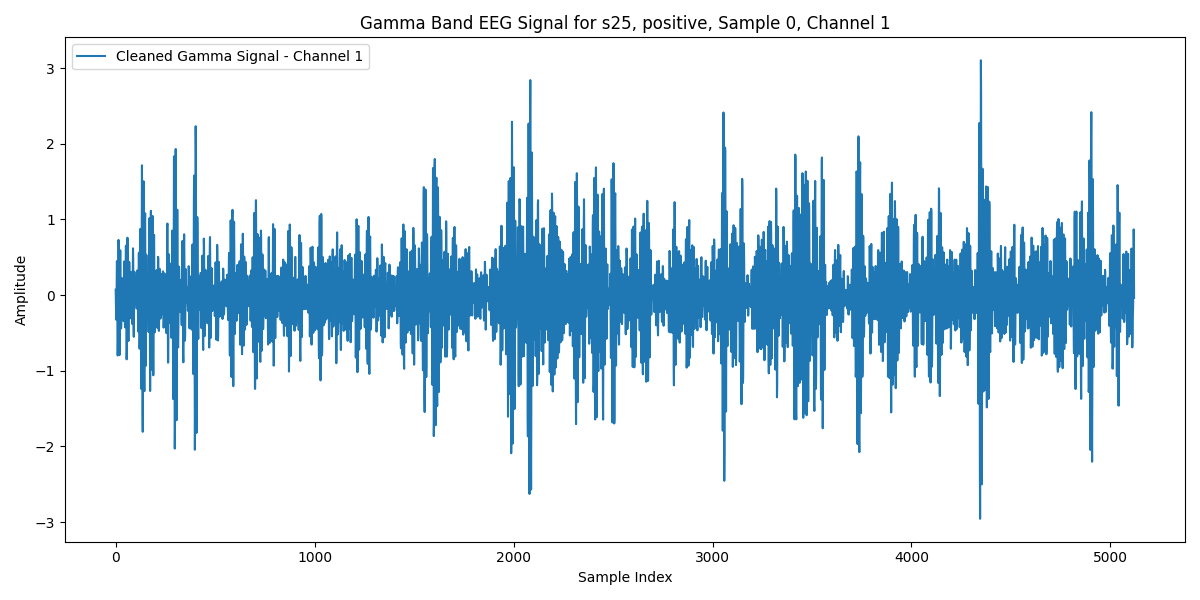 Gamma Band EEG Signal for s25, positive, Sample 0, Channel 1
Cleaned Gamma Signal - Channel 1
Amplitude
3
2
1
0
−1
−2
−3
0 1000 2000 3000 4000 5000
Sample Index